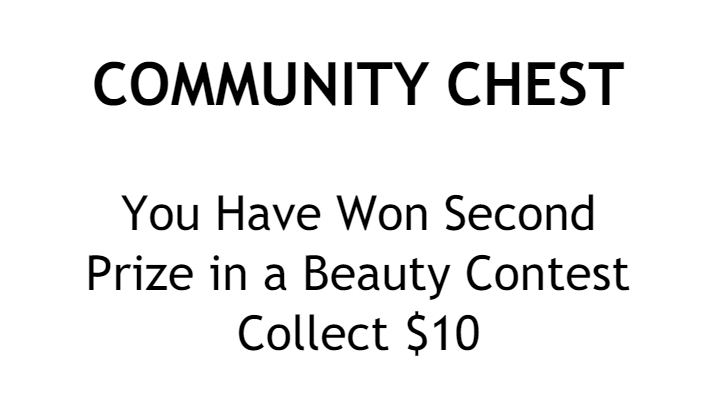 COMMUNITY CHEST
You Have Won Second
Prize in a Beauty Contest
Collect $10